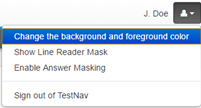 J. Doe
Change the background and foreground color
Show Line Reader Mask
Enable Answer Masking
Sign out of TestNav